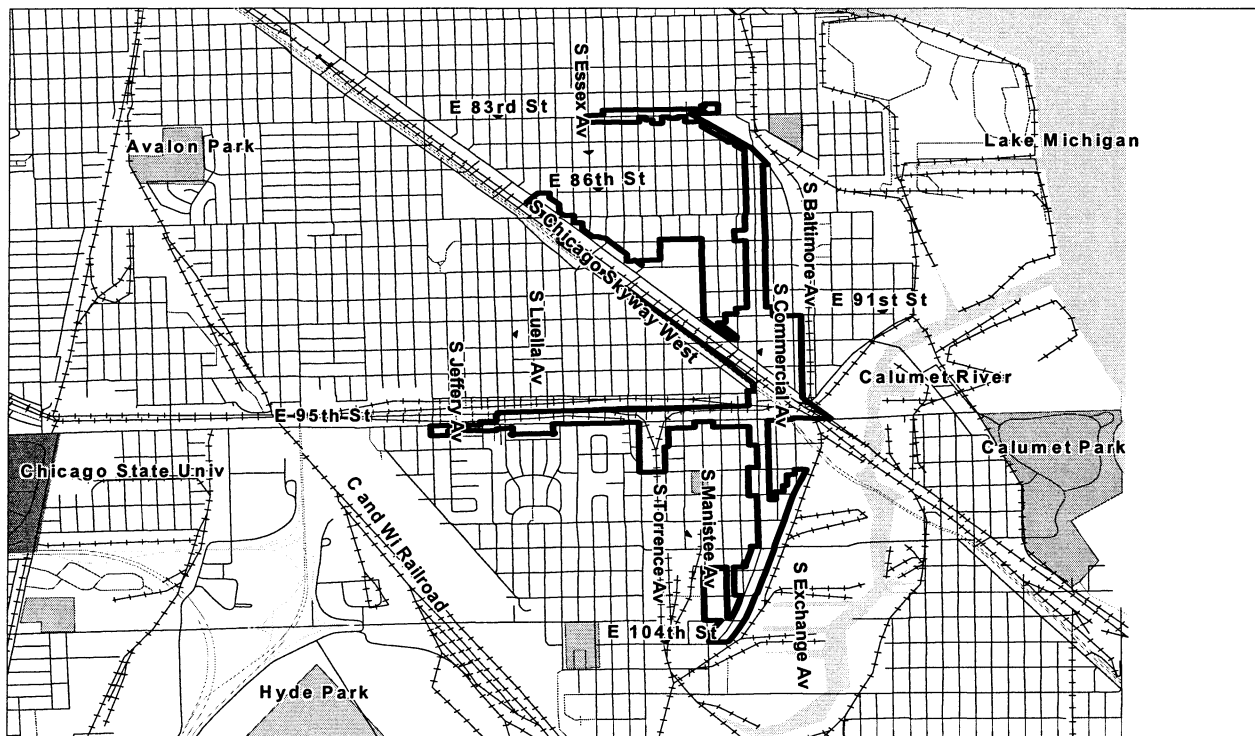 S Essex Av
E 83rd St
Avalon Park
Lake Michigan
E 86th St
S Chicago Skyway West
S Baltimore Av
E 91st St
S Commercial Av
S Luella Av
S Jeffery Av
Calumet River
E 95th St
Calumet Park
Chicago State Univ
C and WI Railroad
S Torrence Av
S Manistee Av
S Exchange Av
E 104th St
Hyde Park